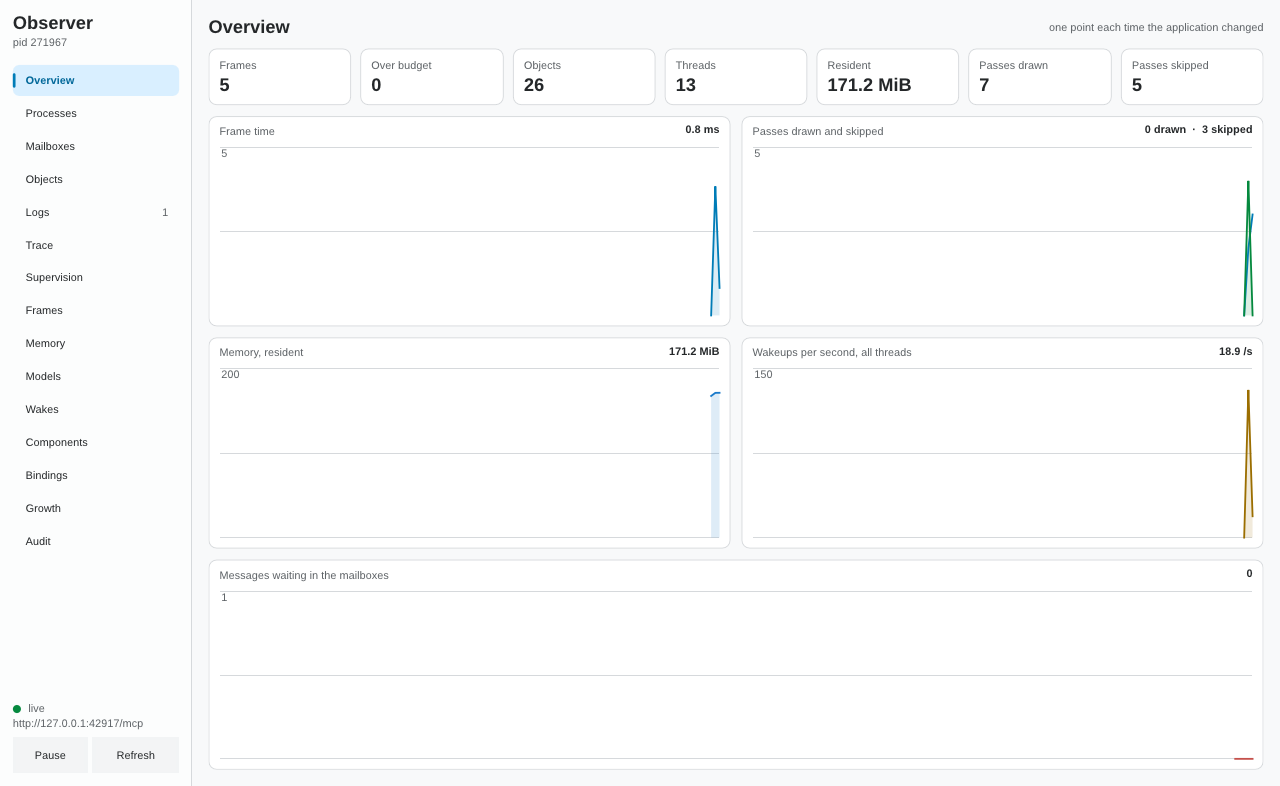 Observer
pid 271967
Overview
Processes
Mailboxes
Objects
Logs 1
Trace
Supervision
Frames
Memory
Models
Wakes
Components
Bindings
Growth
Audit
live
http://127.0.0.1:42917/mcp
Pause Refresh
Overview one point each time the application changed
Frames
5
Over budget
0
Objects
26
Threads
13
Resident
171.2 MiB
Passes drawn
7
Passes skipped
5
Frame time 0.8 ms
5
Passes drawn and skipped 0 drawn · 3 skipped
5
Memory, resident 171.2 MiB
200
Wakeups per second, all threads 18.9 /s
150
Messages waiting in the mailboxes 0
1